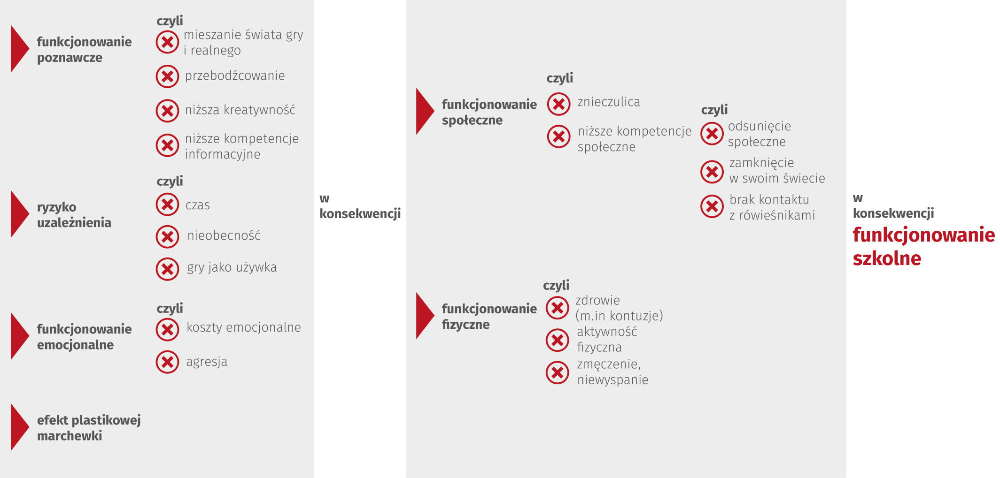 funkcjonowanie
poznawcze
czyli
mieszanie świata gry
i realnego
przebodźcowanie
niższa kreatywność
niższe kompetencje
informacyjne
ryzyko
uzależnienia
czyli
czas
nieobecność
gry jako używka
funkcjonowanie
emocjonalne
czyli
koszty emocjonalne
agresja
efekt plastikowej
marchewki
w
konsekwencji
funkcjonowanie
społeczne
czyli
znieczulica
niższe kompetencje
społeczne
czyli
odsunięcie
społeczne
zamknięcie
w swoim świecie
brak kontaktu
z rówieśnikami
funkcjonowanie
fizyczne
czyli
zdrowie
(m.in kontuzje)
aktywność
fizyczna
zmęczenie,
niewyspanie
w
konsekwencji
funkcjonowanie
szkolne